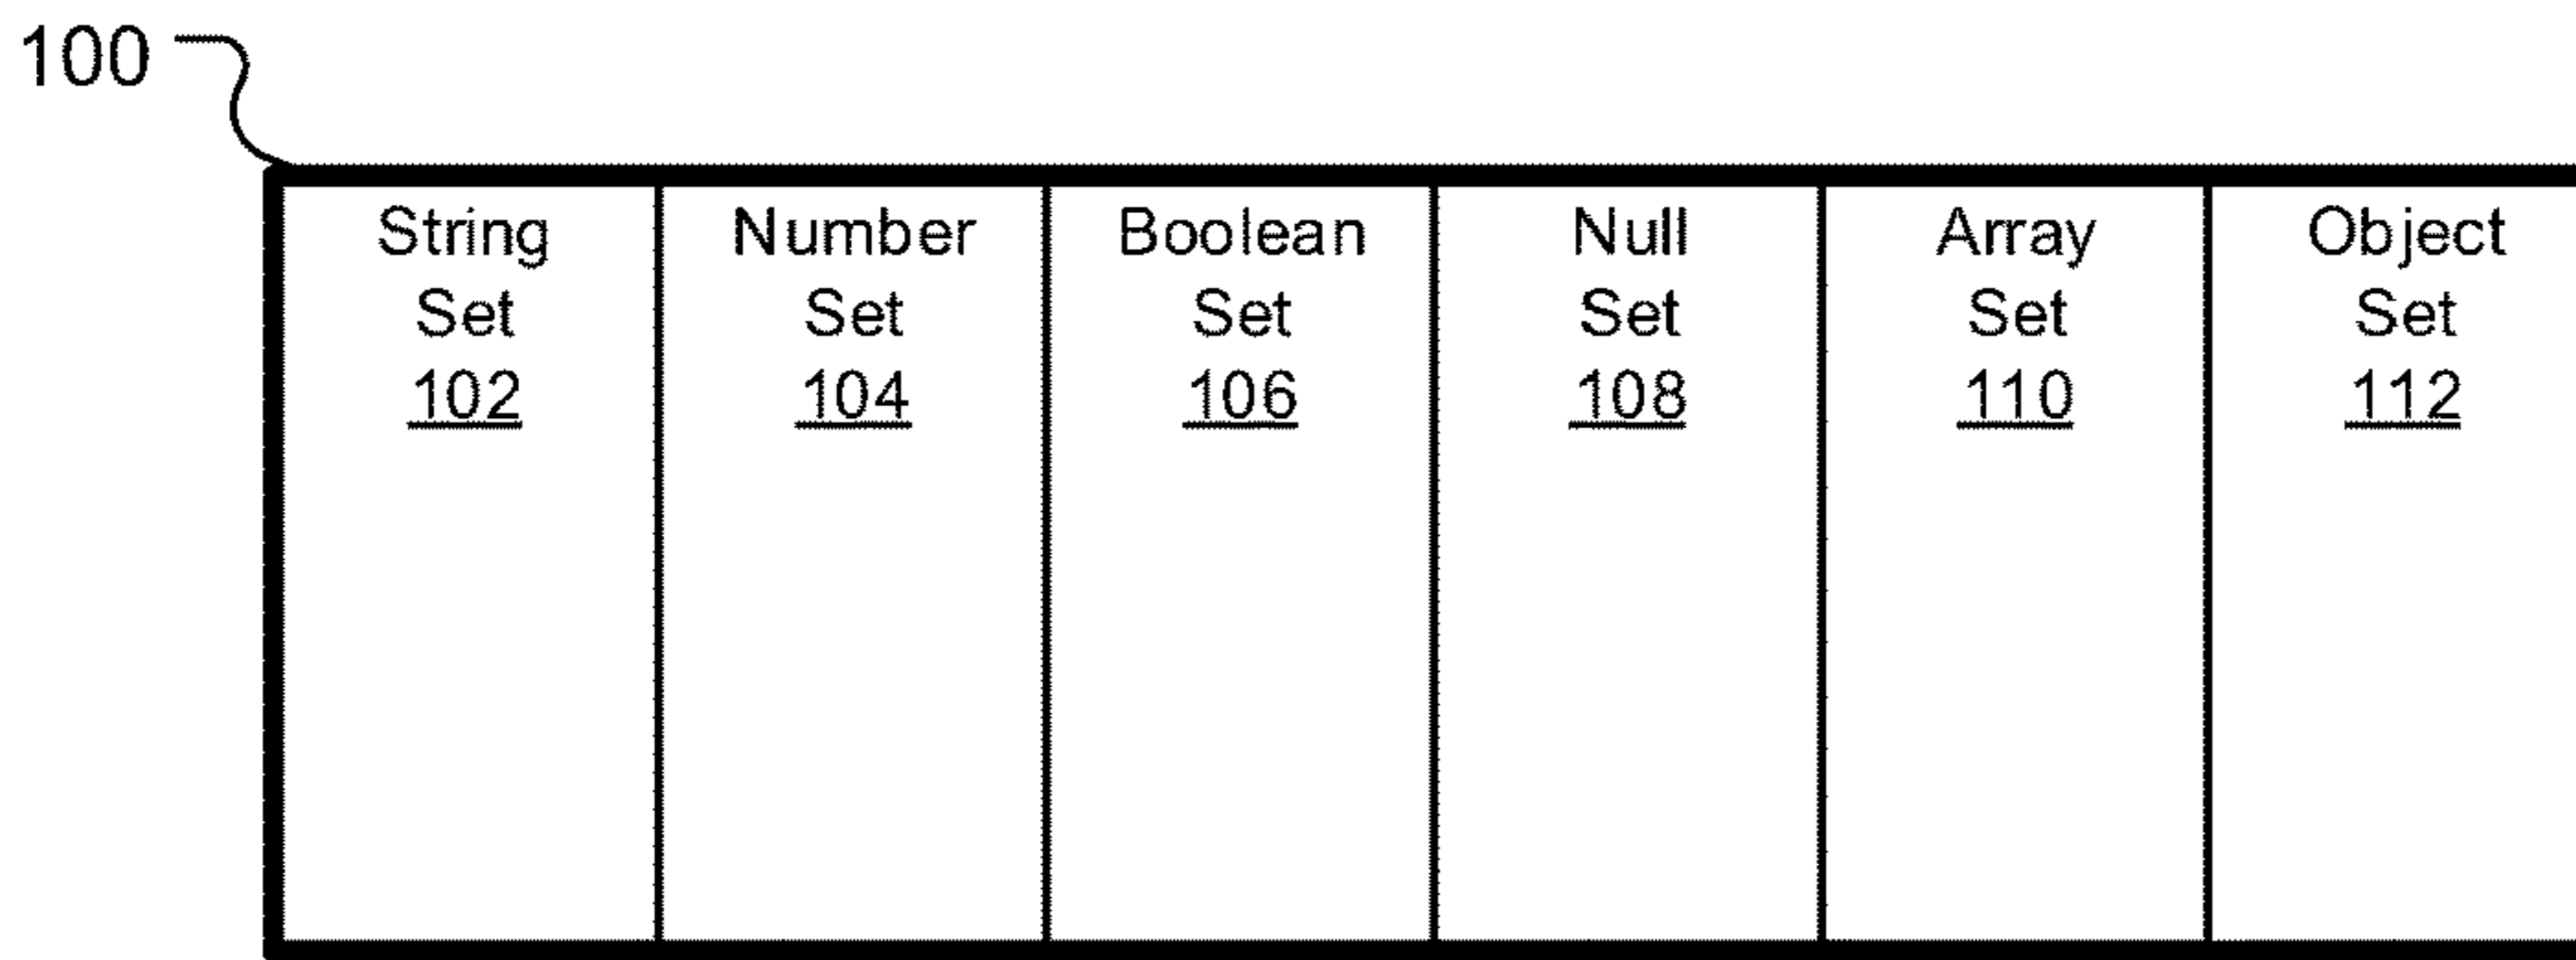 100
String Number Boolean Null Array Object
Set Set Set Set Set Set
102 104 106 108 110 112